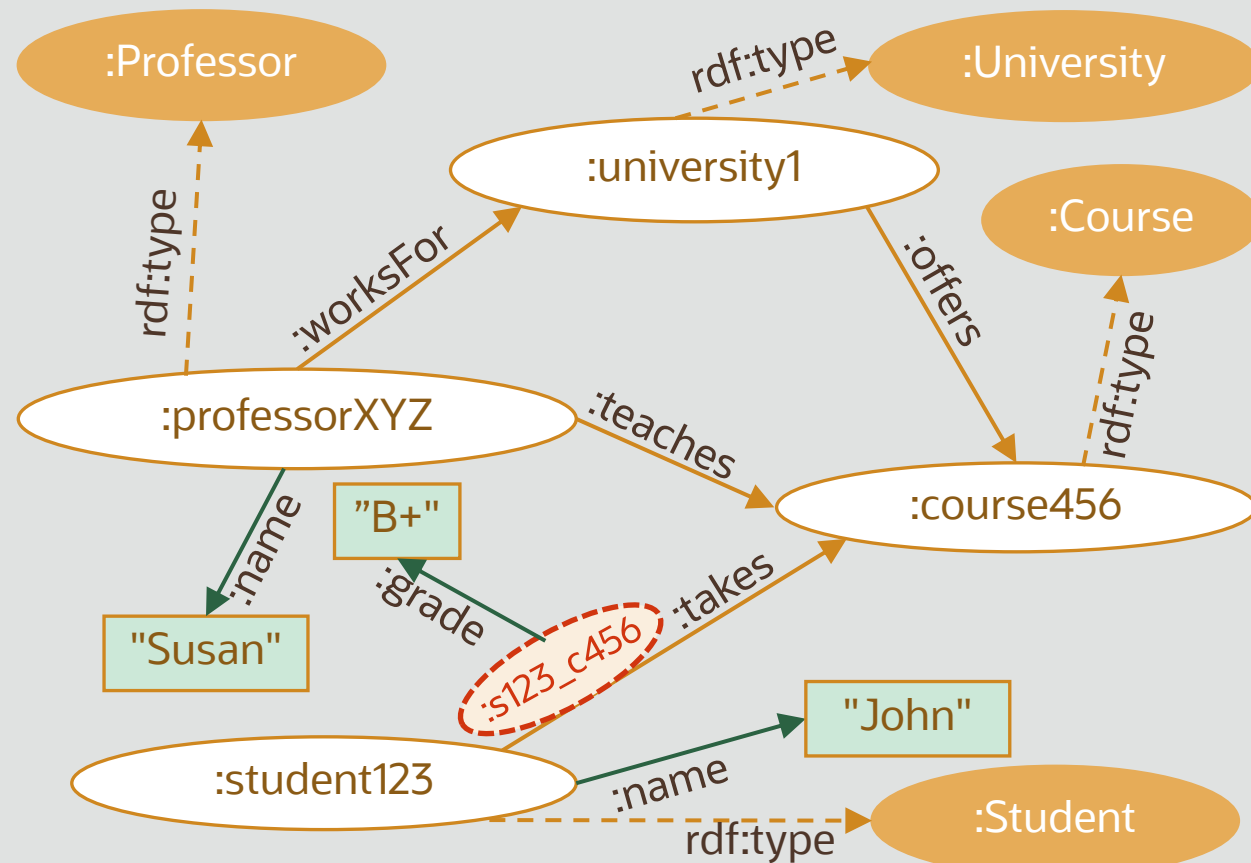 :Professor
rdf:type
:University
:university1
:Course
rdf:type
:worksFor
:offers
rdf:type
:professorXYZ
:teaches
:course456
”B+"
:name
:grade
:takes
"Susan"
:s123_c456
"John"
:student123
:name
rdf:type
:Student